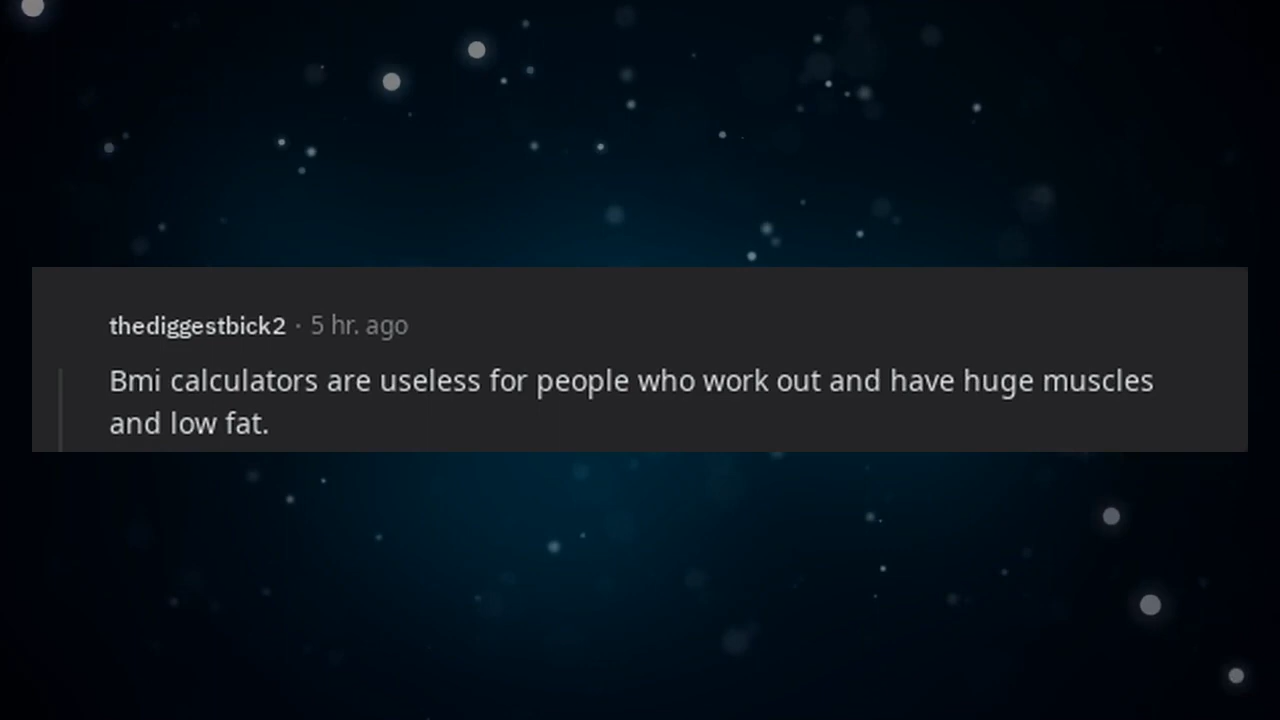 thediggestbick2 · 5 hr. ago
Bmi calculators are useless for people who work out and have huge muscles
and low fat.